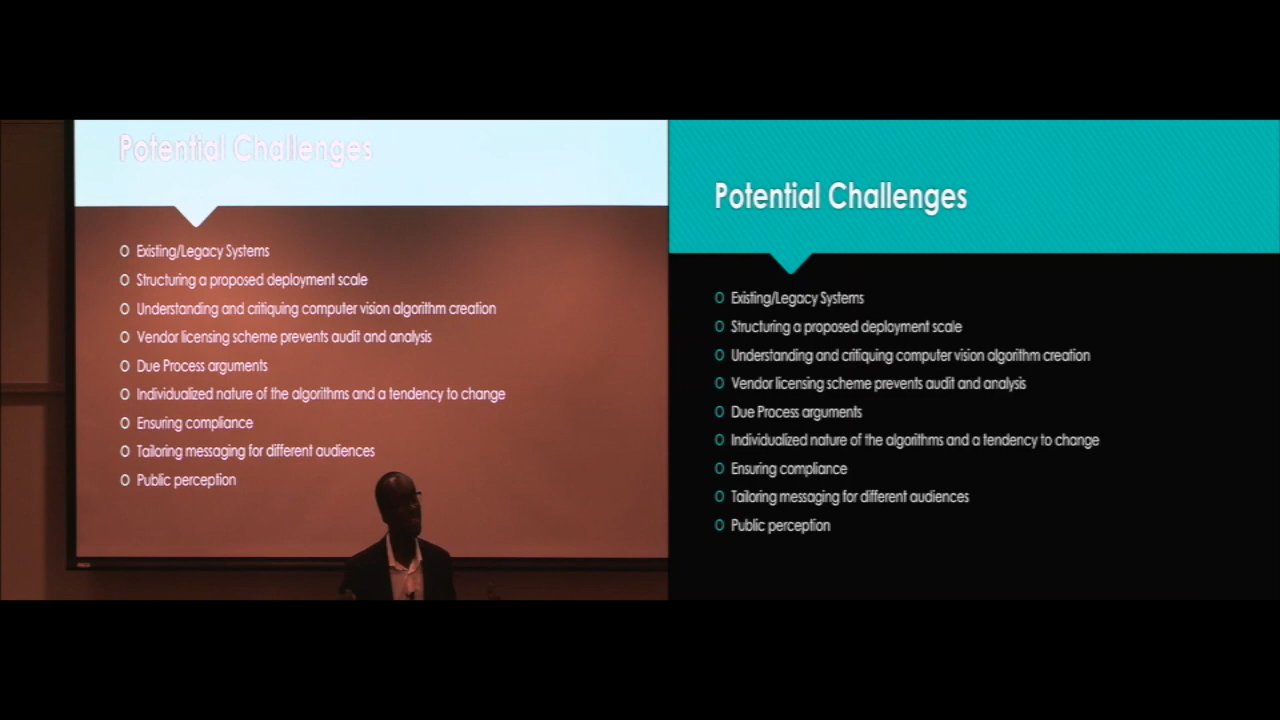 Potential Challenges
O Existing/Legacy Systems
O Structuring a proposed deployment scale
O Understanding and critiquing computer vision algorithm creation
O Vendor licensing scheme prevents audit and analysis
O Due Process arguments
O Individualized nature of the algorithms and a tendency to change
O Ensuring compliance
O Tailoring messaging for different audiences
O Public perception
Potential Challenges
O Existing/Legacy Systems
O Structuring a proposed deployment scale
O Understanding and critiquing computer vision algorithm creation
O Vendor licensing scheme prevents audit and analysis
O Due Process arguments
O Individualized nature of the algorithms and a tendency to change
O Ensuring compliance
O Tailoring messaging for different audiences
O Public perception